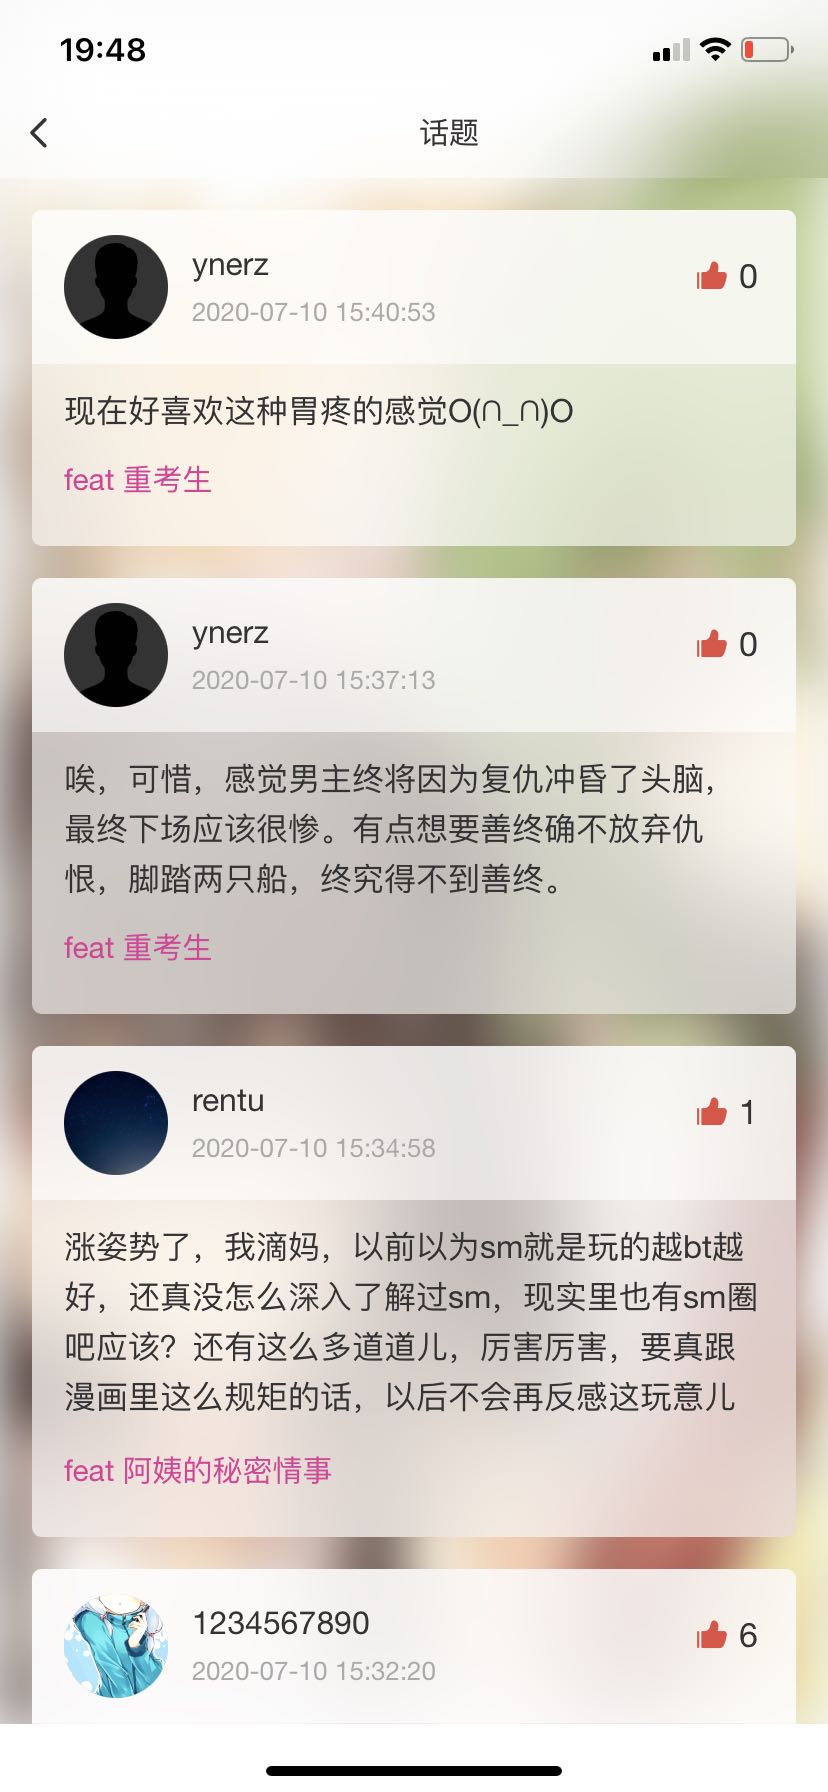 19:48
话题
ynerz
0
2020-07-10 15:40:53
现在好喜欢这种胃疼的感觉O(∩_∩)O
feat 重考生
ynerz
0
2020-07-10 15:37:13
唉，可惜，感觉男主终将因为复仇冲昏了头脑，
最终下场应该很惨。有点想要善终确不放弃仇
恨，脚踏两只船，终究得不到善终。
feat 重考生
rentu
1
2020-07-10 15:34:58
涨姿势了，我滴妈，以前以为sm就是玩的越bt越
好，还真没怎么深入了解过sm，现实里也有sm圈
吧应该？还有这么多道道儿，厉害厉害，要真跟
漫画里这么规矩的话，以后不会再反感这玩意儿
feat 阿姨的秘密情事
1234567890
6
2020-07-10 15:32:20